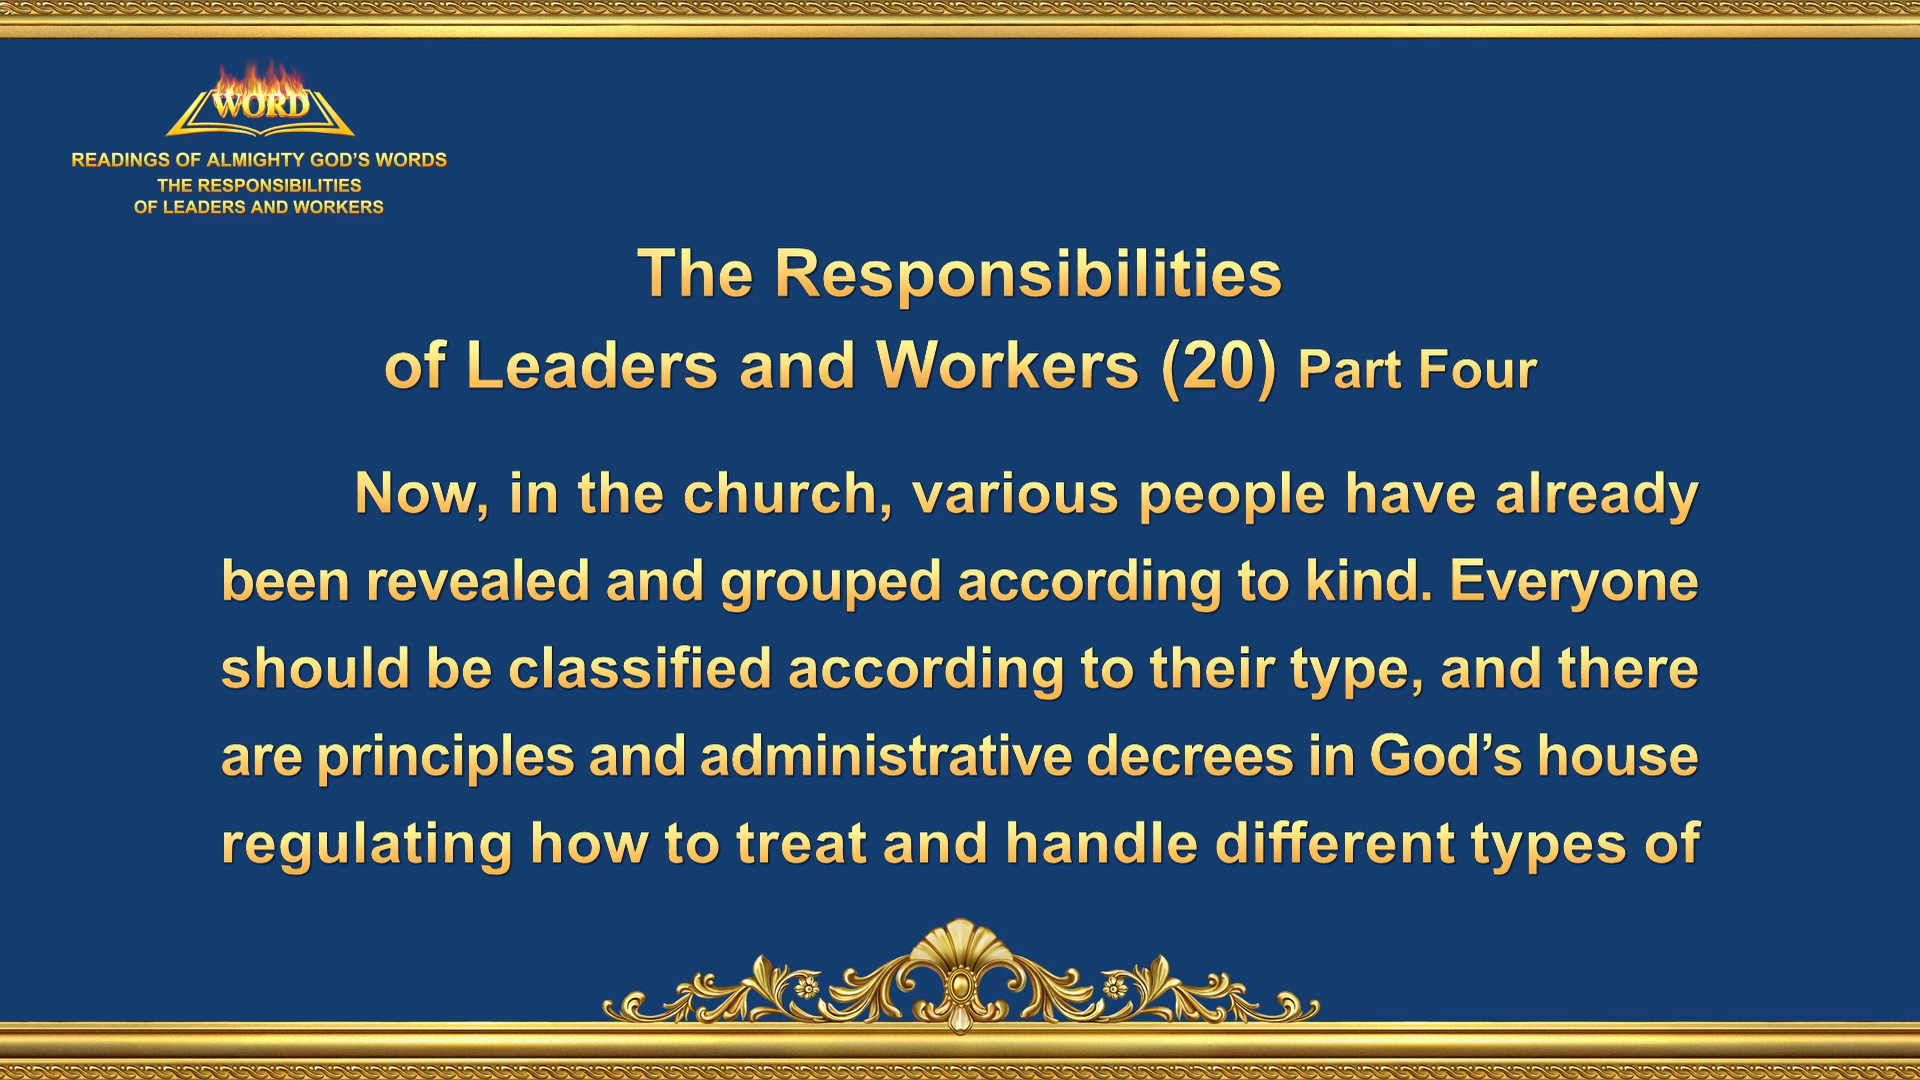 WORD
READINGS OF ALMIGHTY GOD’S WORDS
THE RESPONSIBILITIES
OF LEADERS AND WORKERS
The Responsibilities
of Leaders and Workers (20) Part Four
Now, in the church, various people have already
been revealed and grouped according to kind. Everyone
should be classified according to their type, and there
are principles and administrative decrees in God’s house
regulating how to treat and handle different types of